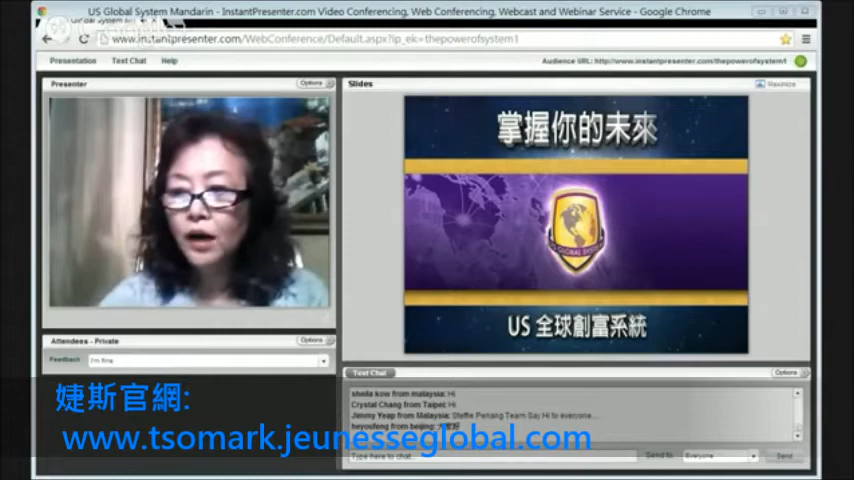 US Global System Mandarin - InstantPresenter.com Video Conferencing, Web Conferencing, Webcast and Webinar Service - Google Chrome
www.instantpresenter.com/WebConference/Default.aspx?ip_ek=thepowerofsystem1
Presentation Text Chat Help
Audience URL: http://www.instantpresenter.com/thepowerofsystem1
Presenter
Options
Slides
Maximize
掌握你的未來
US GLOBAL SYSTEM
US 全球創富系統
Attendees - Private
Options
Feedback
I'm fine
Text Chat
Options
sheila kow from malaysia: Hi
Crystal Chang from Taipei: Hi
Jimmy Yeap from Malaysia: Steffie Penang Team Say Hi to everyone...
heyoufeng from beijing: 大家好
Type here to chat...
Send to
Everyone
Send
婕斯官網:
www.tsomark.jeunesseglobal.com